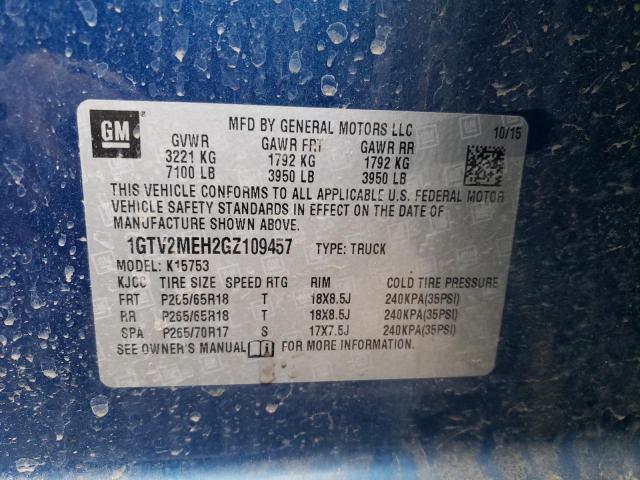 GM ®
MFD BY GENERAL MOTORS LLC 10/15
GVWR GAWR FRT GAWR RR
3221 KG 1792 KG 1792 KG
7100 LB 3950 LB 3950 LB
THIS VEHICLE CONFORMS TO ALL APPLICABLE U.S. FEDERAL MOTOR
VEHICLE SAFETY STANDARDS IN EFFECT ON THE DATE OF
MANUFACTURE SHOWN ABOVE.
1GTV2MEH2GZ109457 TYPE: TRUCK
MODEL: K15753
KJCC TIRE SIZE SPEED RTG RIM COLD TIRE PRESSURE
FRT P265/65R18 T 18X8.5J 240KPA(35PSI)
RR P265/65R18 T 18X8.5J 240KPA(35PSI)
SPA P265/70R17 S 17X7.5J 240KPA(35PSI)
SEE OWNER'S MANUAL FOR MORE INFORMATION.